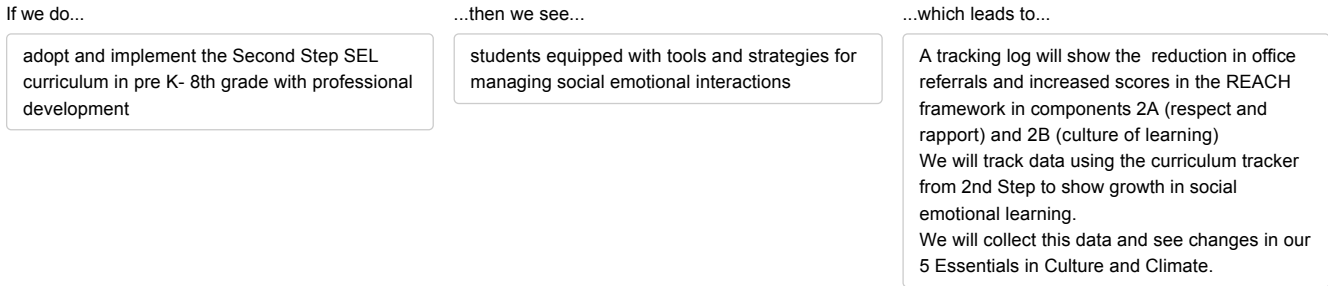 If we do...
adopt and implement the Second Step SEL
curriculum in pre K- 8th grade with professional
development
...then we see...
students equipped with tools and strategies for
managing social emotional interactions
...which leads to...
A tracking log will show the  reduction in office
referrals and increased scores in the REACH
framework in components 2A (respect and
rapport) and 2B (culture of learning)
We will track data using the curriculum tracker
from 2nd Step to show growth in social
emotional learning.
We will collect this data and see changes in our
5 Essentials in Culture and Climate.